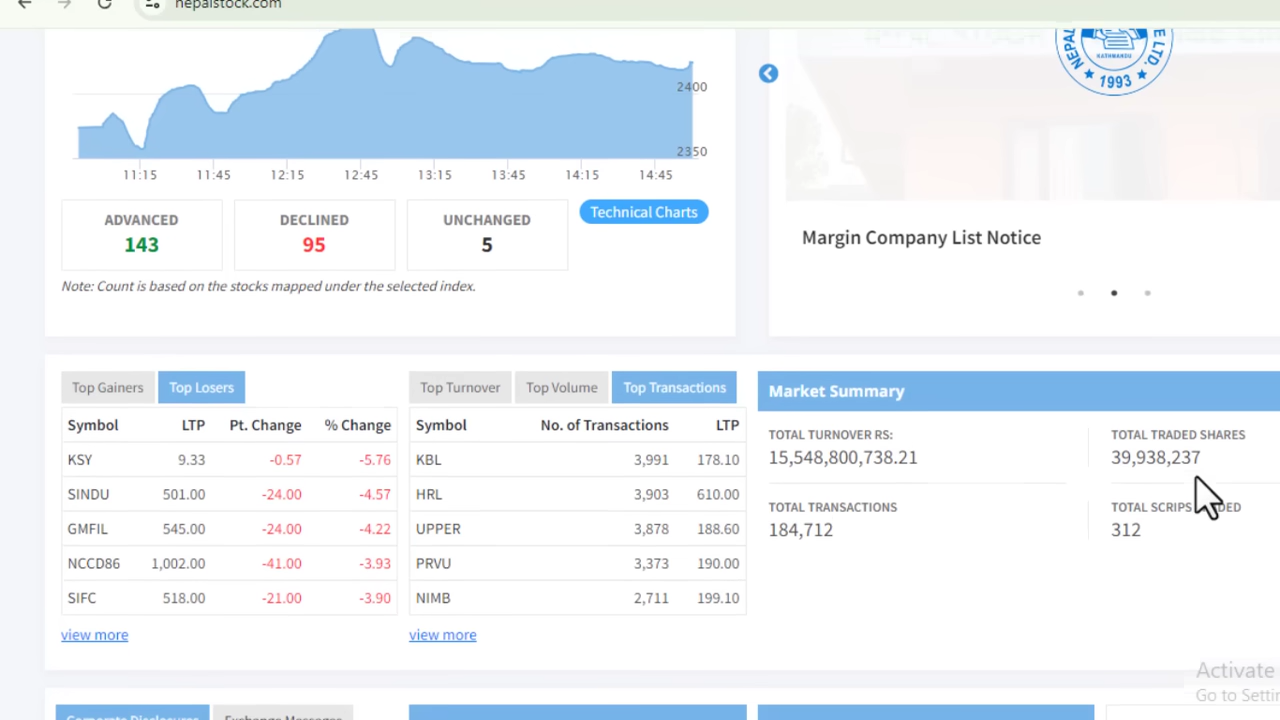 nepalstock.com
NEPAL
E LTD.
KATHMANDU
★ 1993 ★
2400
2350
11:15 11:45 12:15 12:45 13:15 13:45 14:15 14:45
ADVANCED
143
DECLINED
95
UNCHANGED
5
Technical Charts
Note: Count is based on the stocks mapped under the selected index.
Margin Company List Notice
Top Gainers Top Losers
Symbol LTP Pt. Change % Change
KSY 9.33 -0.57 -5.76
SINDU 501.00 -24.00 -4.57
GMFIL 545.00 -24.00 -4.22
NCCD86 1,002.00 -41.00 -3.93
SIFC 518.00 -21.00 -3.90
view more
Top Turnover Top Volume Top Transactions
Symbol No. of Transactions LTP
KBL 3,991 178.10
HRL 3,903 610.00
UPPER 3,878 188.60
PRVU 3,373 190.00
NIMB 2,711 199.10
view more
Market Summary
TOTAL TURNOVER RS:
15,548,800,738.21
TOTAL TRADED SHARES
39,938,237
TOTAL TRANSACTIONS
184,712
TOTAL SCRIPS
312
Activate
Go to Settin
Corporate Disclosures Exchange Messages